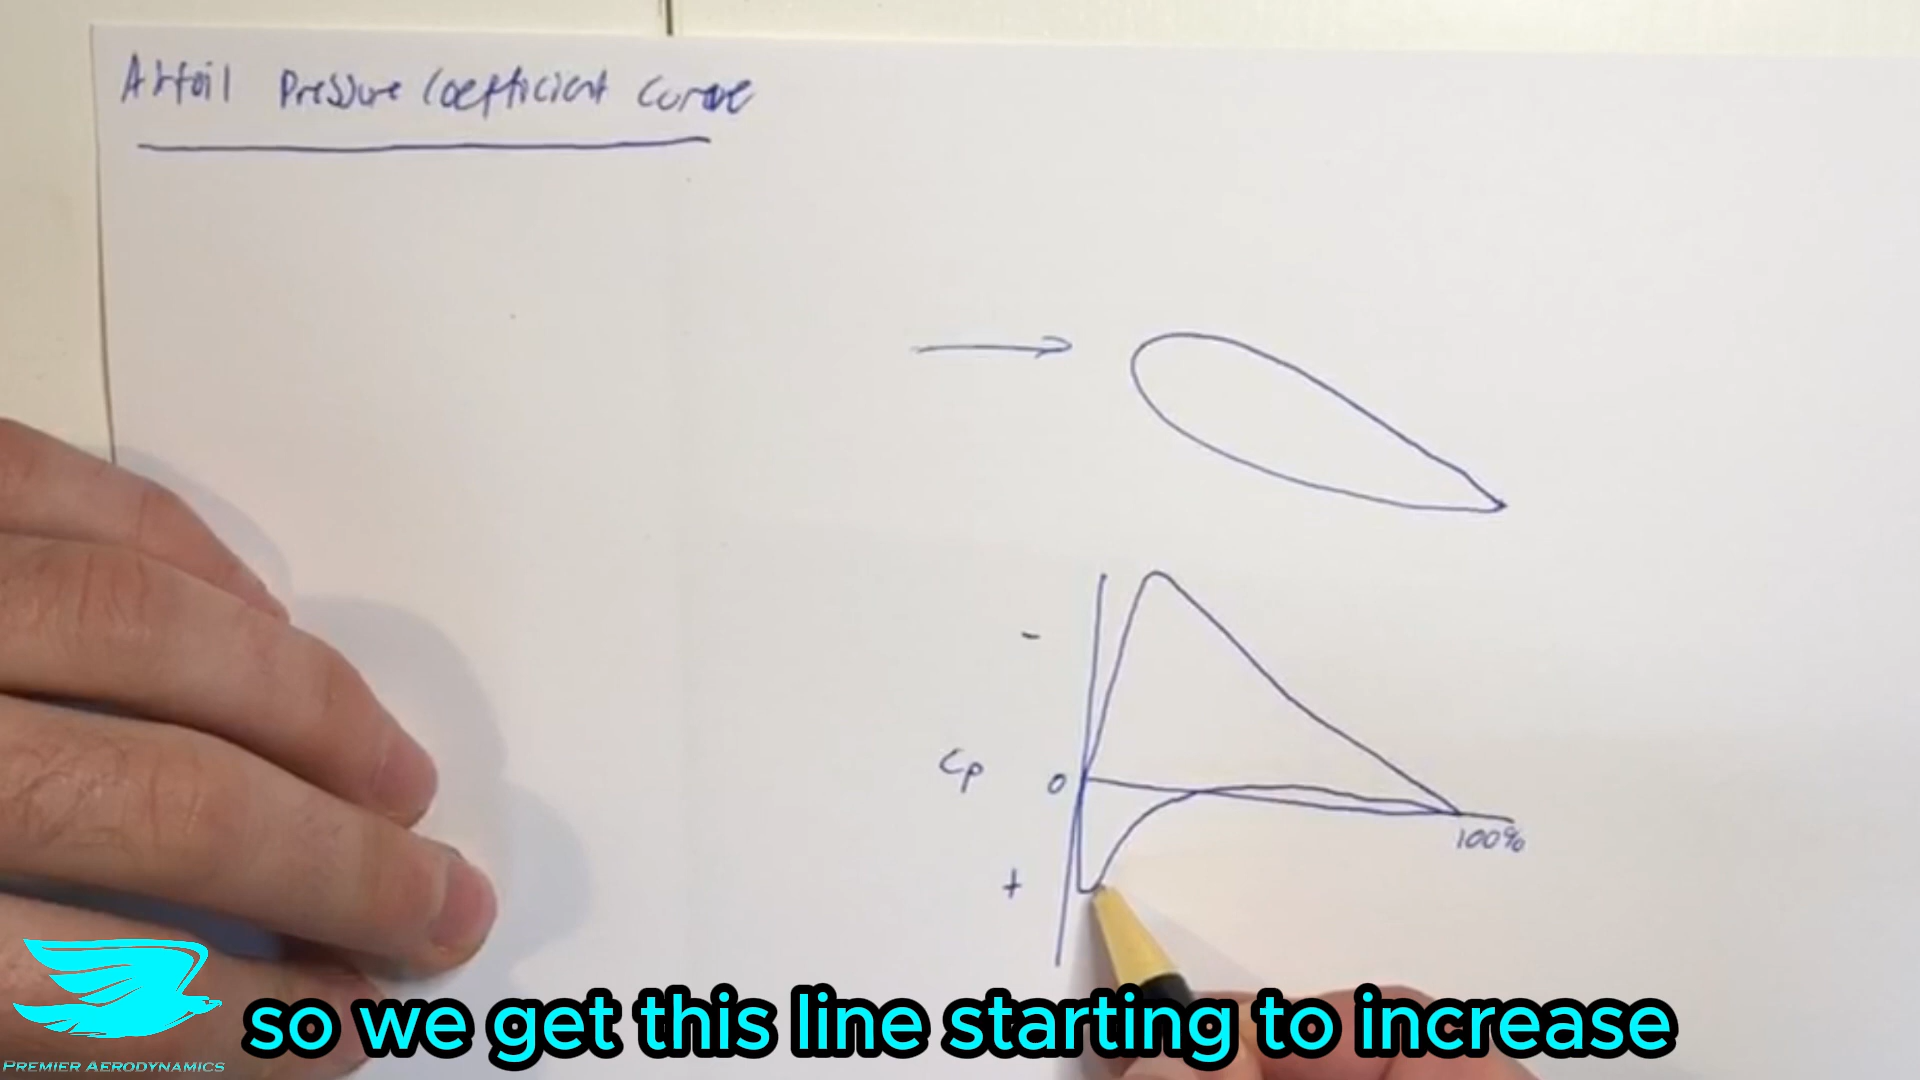 Airfoil Pressure Coefficient Curve
-
Cp 0
100%
+
so we get this line starting to increase
PREMIER AERODYNAMICS